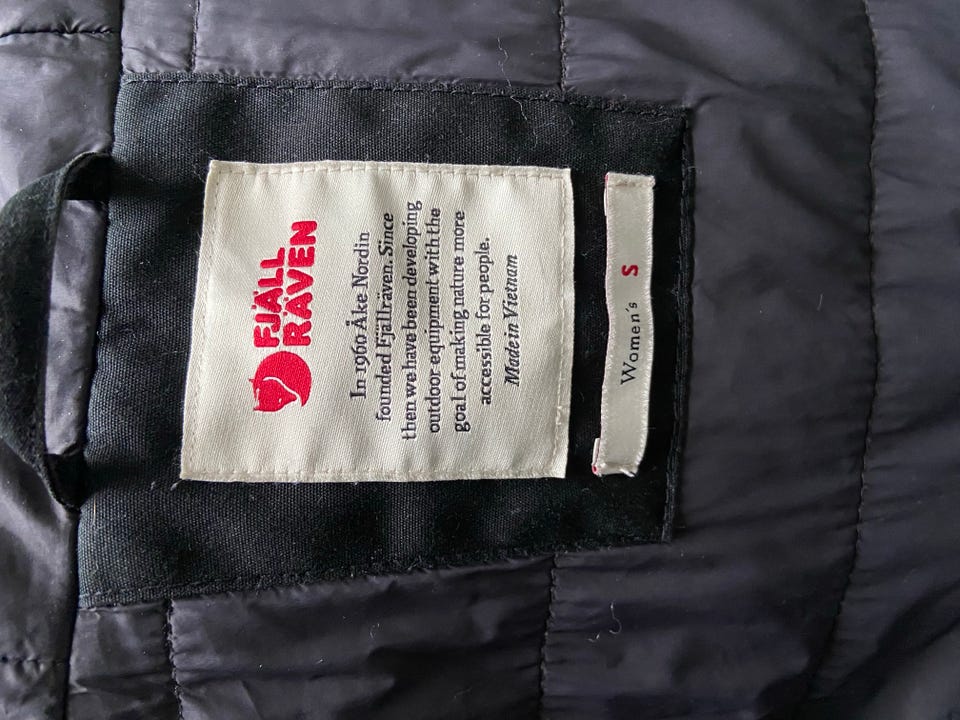 FJÄLL
RÄVEN
In 1960 Åke Nordin
founded Fjällräven. Since
then we have been developing
outdoor equipment with the
goal of making nature more
accessible for people.
Made in Vietnam
Women's S